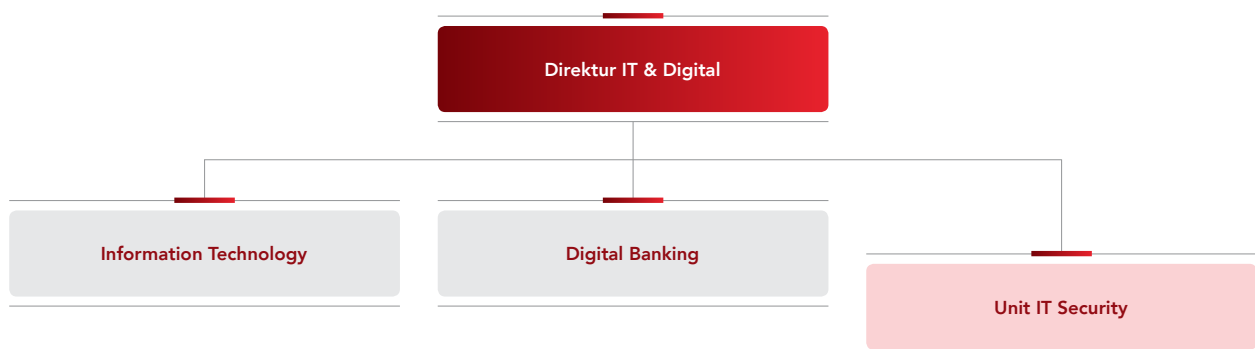 Direktur IT & Digital
Information Technology
Digital Banking
Unit IT Security